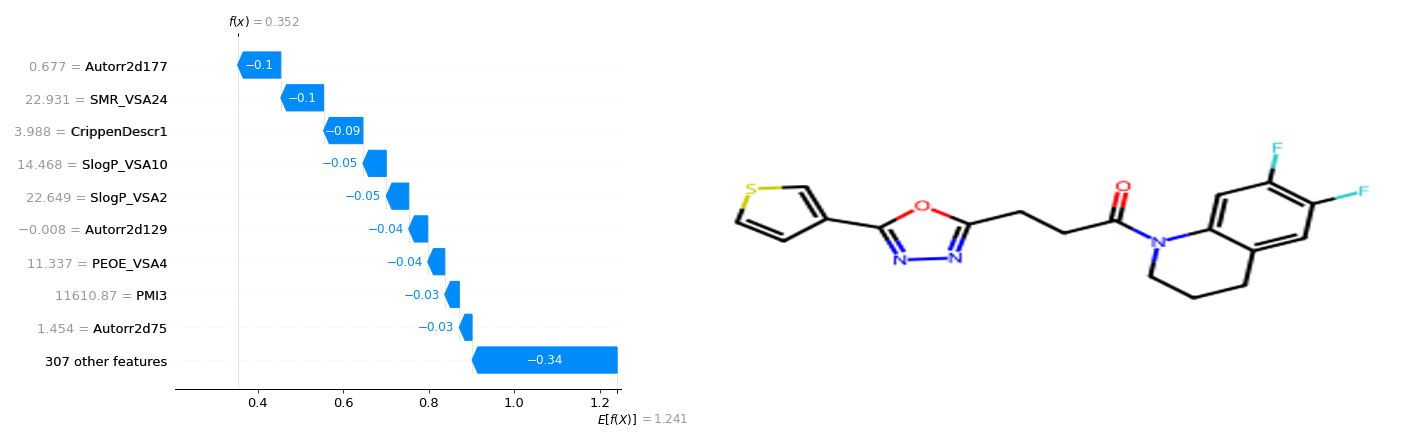 f(x) = 0.352
0.677 = Autorr2d177
−0.1
22.931 = SMR_VSA24
−0.1
3.988 = CrippenDescr1
−0.09
14.468 = SlogP_VSA10
−0.05
22.649 = SlogP_VSA2
−0.05
−0.008 = Autorr2d129
−0.04
11.337 = PEOE_VSA4
−0.04
11610.87 = PMI3
−0.03
1.454 = Autorr2d75
−0.03
307 other features
−0.34
0.4 0.6 0.8 1.0 1.2
E[f(X)] = 1.241
F
F
O
S
O
N
N
N